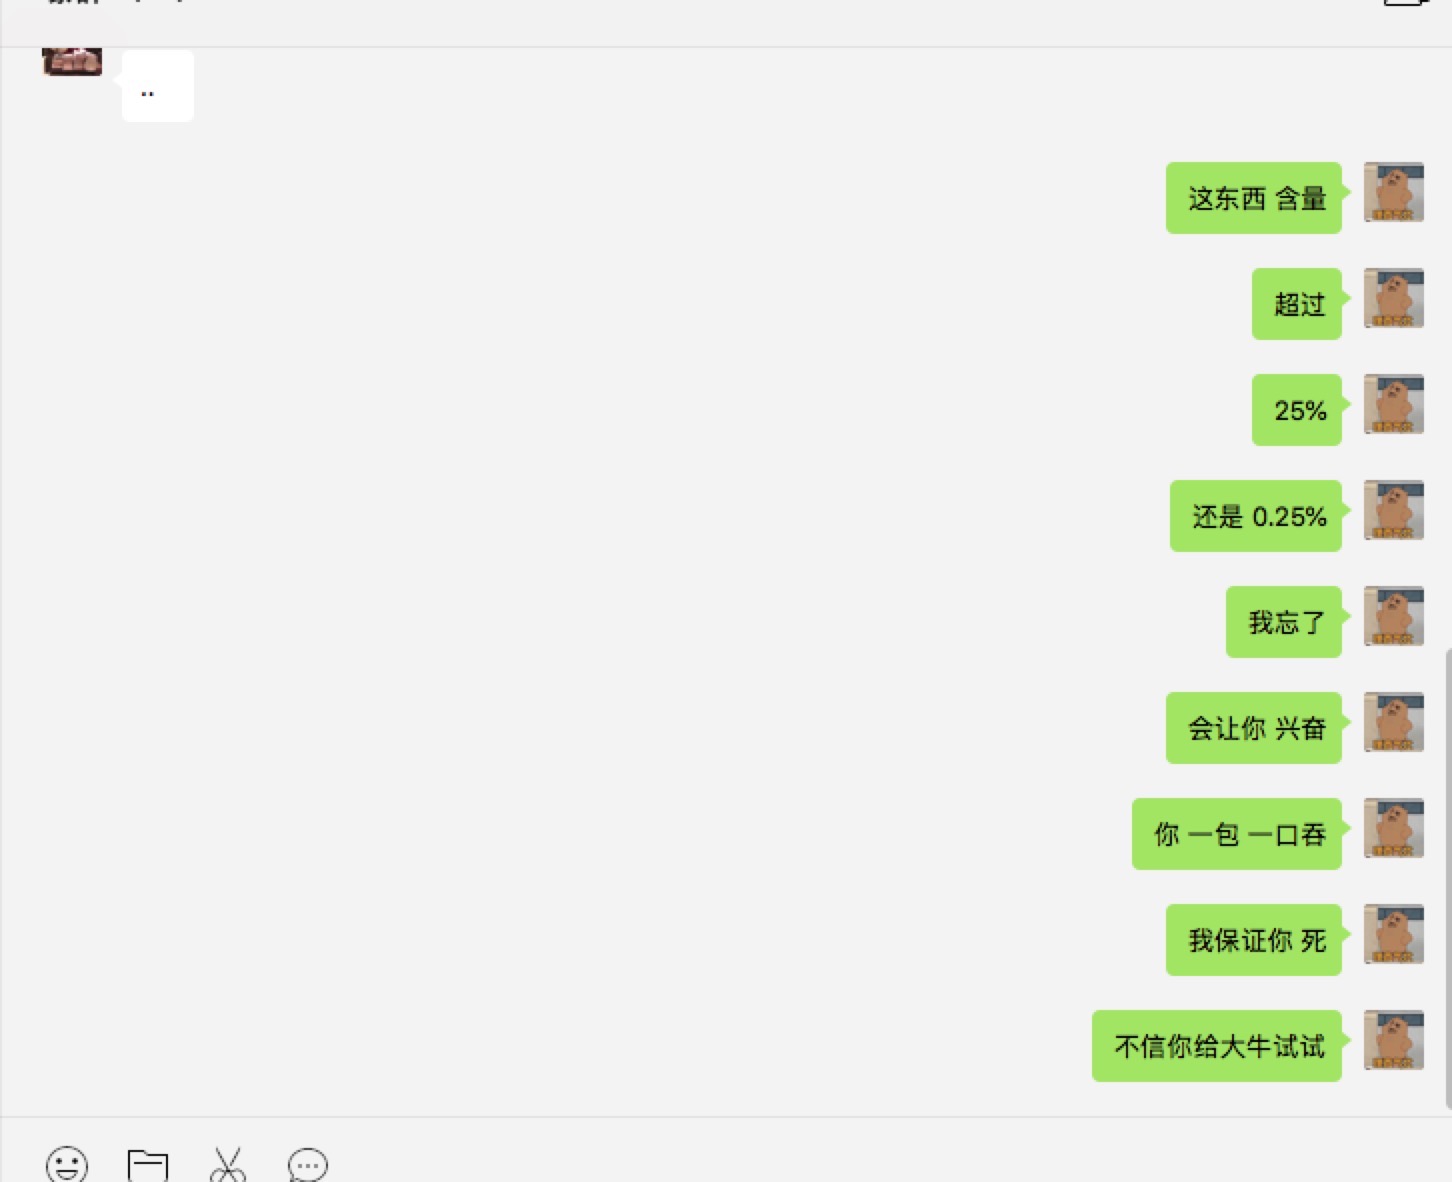 ..
这东西 含量
超过
25%
还是 0.25%
我忘了
会让你 兴奋
你 一包 一口吞
我保证你 死
不信你给大牛试试